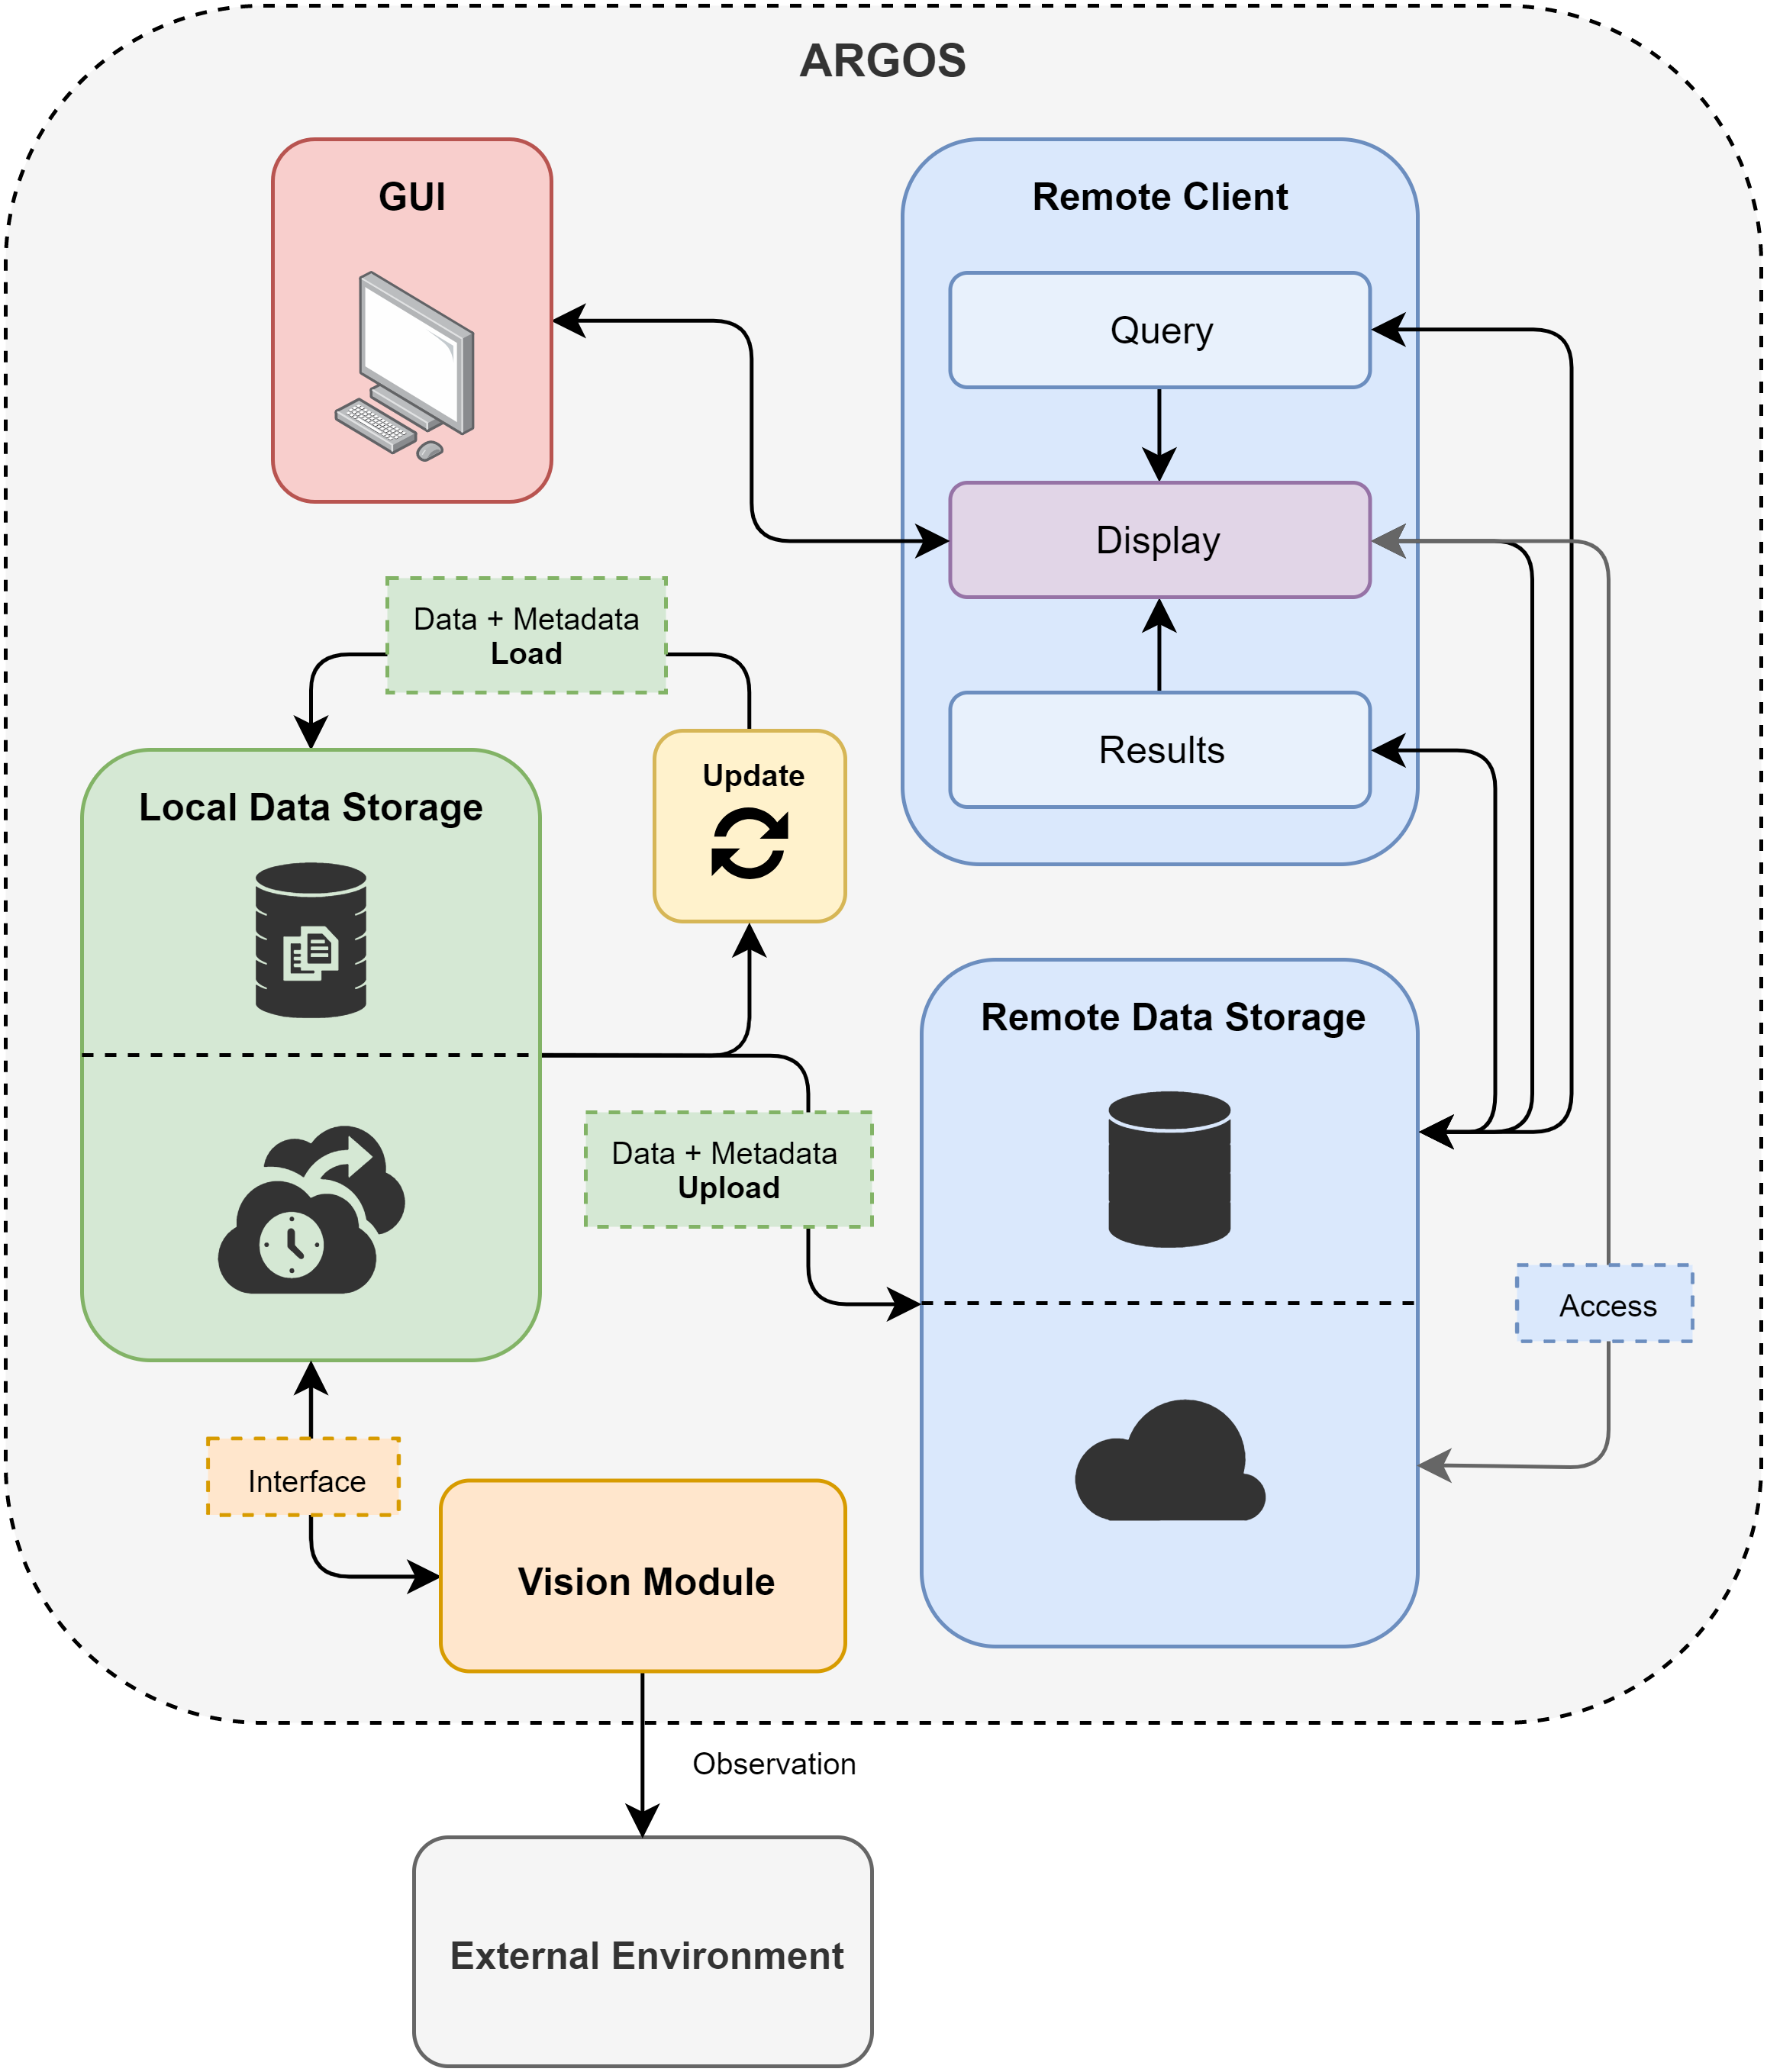 ARGOS
GUI
Remote Client
Query
Display
Data + Metadata
Load
Results
Update
Local Data Storage
Remote Data Storage
Data + Metadata
Upload
Access
Interface
Vision Module
Observation
External Environment